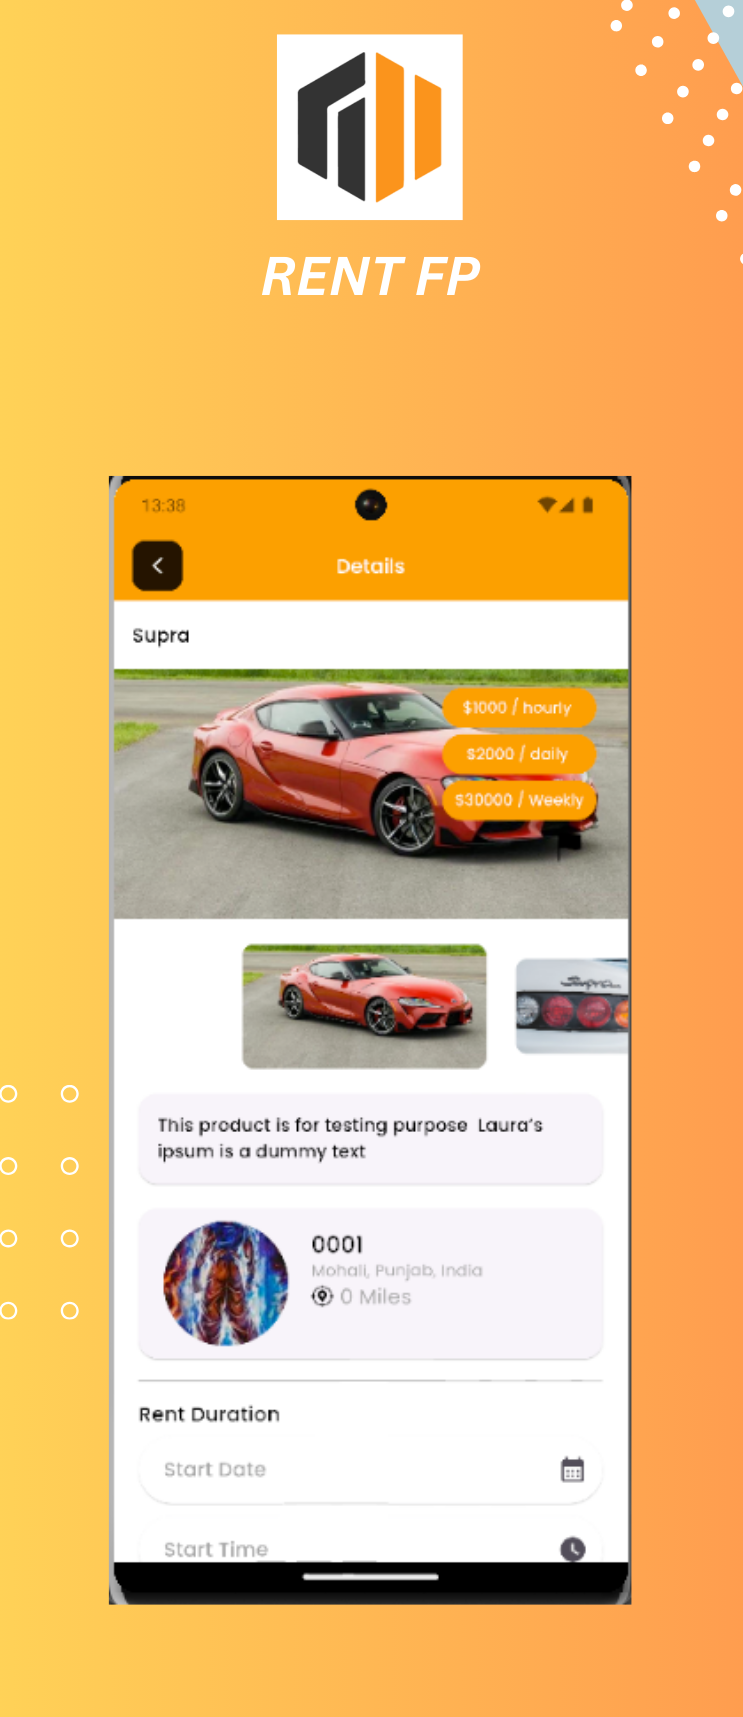 RENT FP
13:38
Details
Supra
$1000 / hourly
$2000 / daily
$30000 / Weekly
Supra
This product is for testing purpose  Laura's
ipsum is a dummy text
0001
Mohali, Punjab, India
0 Miles
Rent Duration
Start Date
Start Time